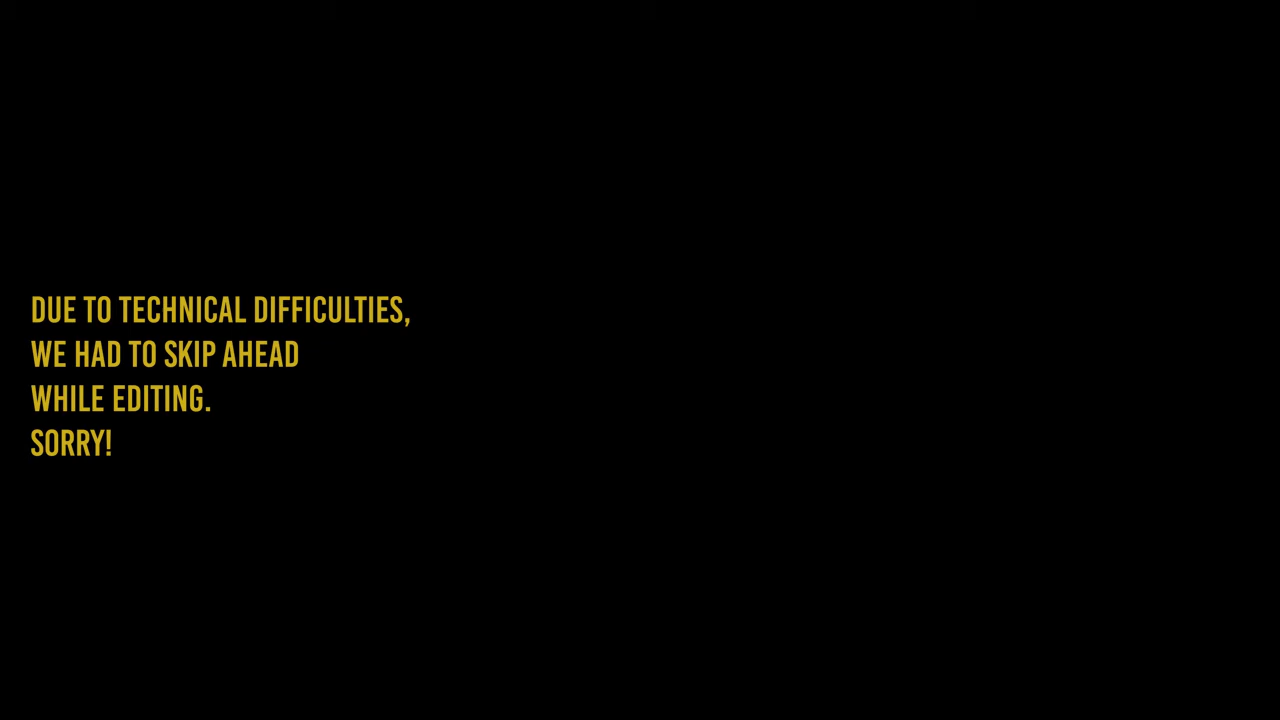 DUE TO TECHNICAL DIFFICULTIES,
WE HAD TO SKIP AHEAD
WHILE EDITING.
SORRY!